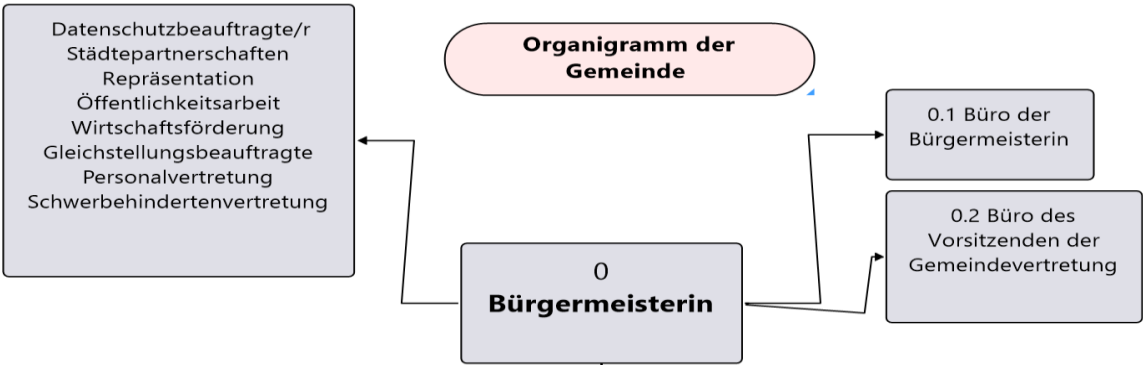 Datenschutzbeauftragte/r
Städtepartnerschaften
Repräsentation
Öffentlichkeitsarbeit
Wirtschaftsförderung
Gleichstellungsbeauftragte
Personalvertretung
Schwerbehindertenvertretung
Organigramm der
Gemeinde
0.1 Büro der
Bürgermeisterin
0.2 Büro des
Vorsitzenden der
Gemeindevertretung
0
Bürgermeisterin